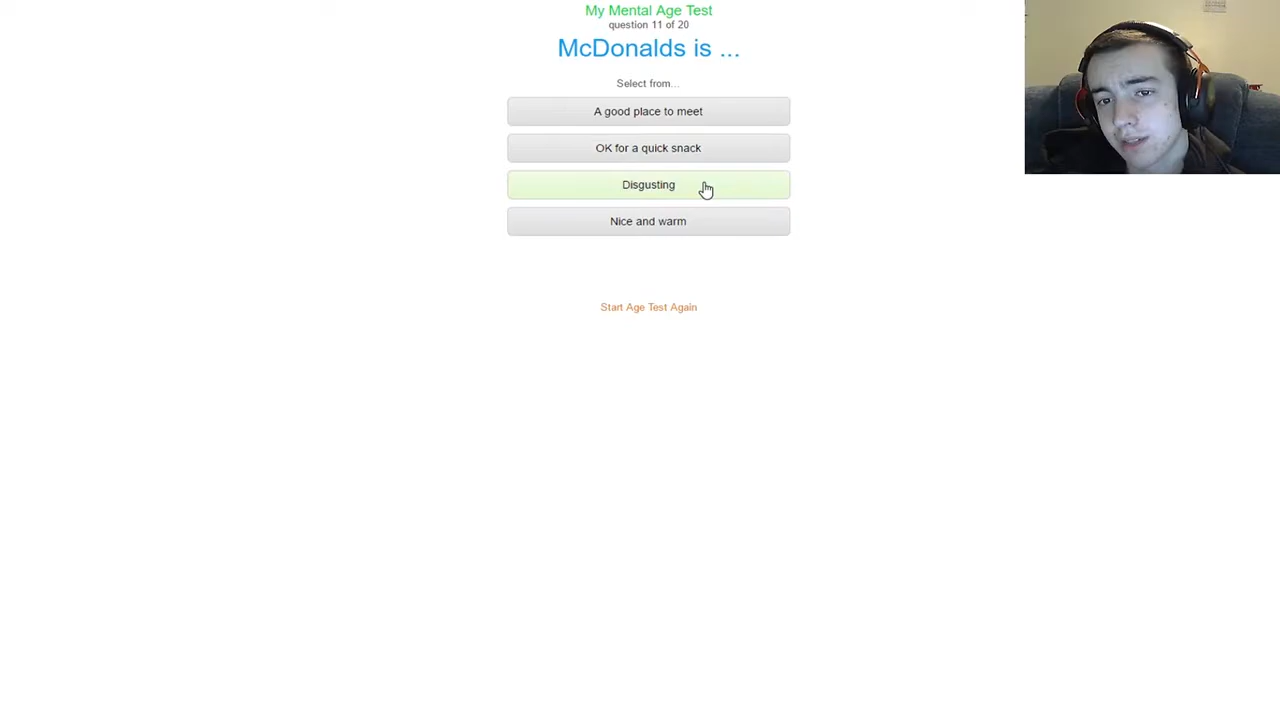 My Mental Age Test
question 11 of 20
McDonalds is ...
Select from...
A good place to meet
OK for a quick snack
Disgusting
Nice and warm
Start Age Test Again